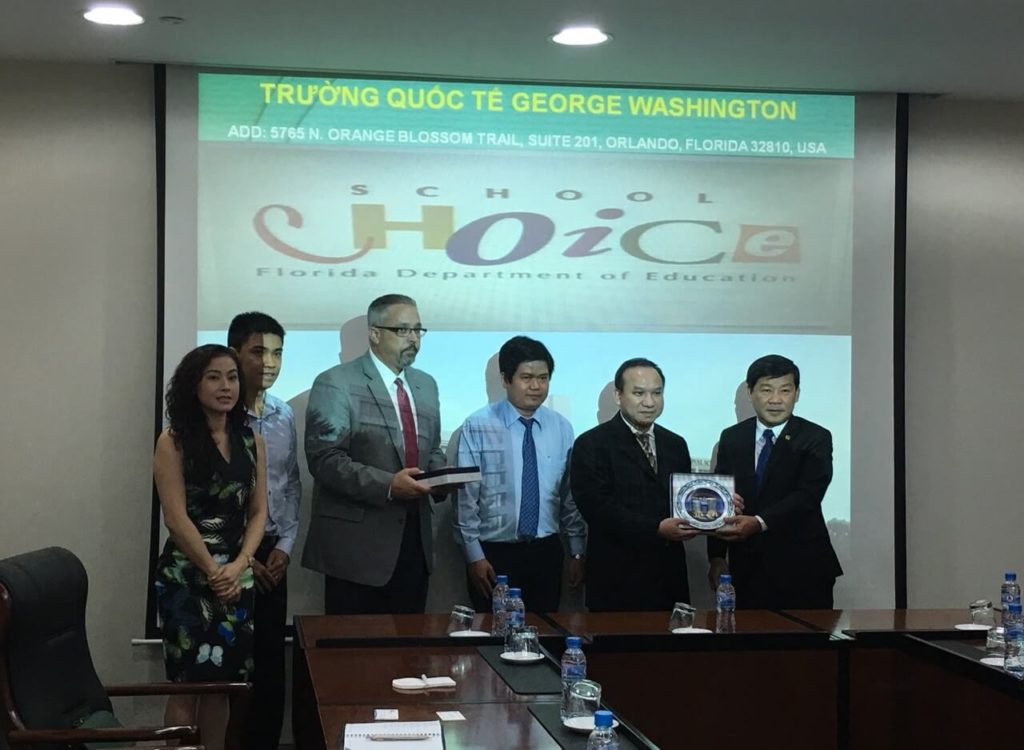 TRƯỜNG QUỐC TẾ GEORGE WASHINGTON
ADD: 5765 N. ORANGE BLOSSOM TRAIL, SUITE 201, ORLANDO, FLORIDA 32810, USA
SCHOOL
CHOiCe
Florida Department of Education